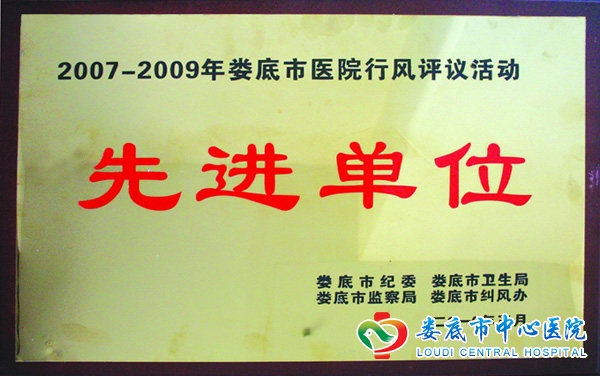 2007-2009年娄底市医院行风评议活动
先进单位
娄底市纪委 娄底市卫生局
娄底市监察局 娄底市纠风办
娄底市中心医院
LOUDI CENTRAL HOSPITAL